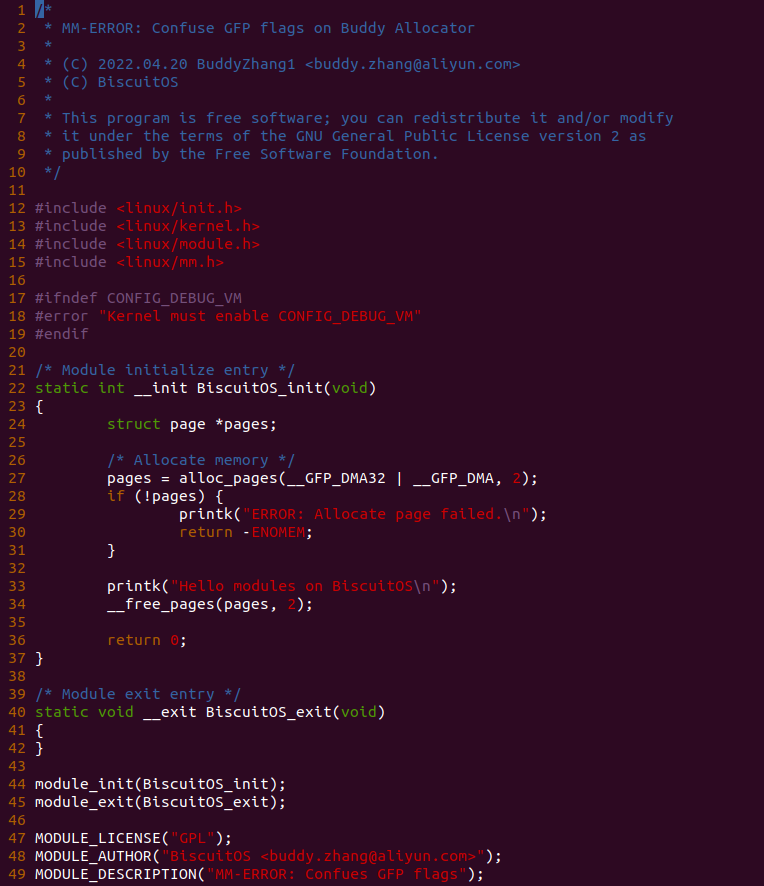 1 /*
2  * MM-ERROR: Confuse GFP flags on Buddy Allocator
3  *
4  * (C) 2022.04.20 BuddyZhang1 <buddy.zhang@aliyun.com>
5  * (C) BiscuitOS
6  *
7  * This program is free software; you can redistribute it and/or modify
8  * it under the terms of the GNU General Public License version 2 as
9  * published by the Free Software Foundation.
10  */
11
12 #include <linux/init.h>
13 #include <linux/kernel.h>
14 #include <linux/module.h>
15 #include <linux/mm.h>
16
17 #ifndef CONFIG_DEBUG_VM
18 #error "Kernel must enable CONFIG_DEBUG_VM"
19 #endif
20
21 /* Module initialize entry */
22 static int __init BiscuitOS_init(void)
23 {
24         struct page *pages;
25
26         /* Allocate memory */
27         pages = alloc_pages(__GFP_DMA32 | __GFP_DMA, 2);
28         if (!pages) {
29                 printk("ERROR: Allocate page failed.\n");
30                 return -ENOMEM;
31         }
32
33         printk("Hello modules on BiscuitOS\n");
34         __free_pages(pages, 2);
35
36         return 0;
37 }
38
39 /* Module exit entry */
40 static void __exit BiscuitOS_exit(void)
41 {
42 }
43
44 module_init(BiscuitOS_init);
45 module_exit(BiscuitOS_exit);
46
47 MODULE_LICENSE("GPL");
48 MODULE_AUTHOR("BiscuitOS <buddy.zhang@aliyun.com>");
49 MODULE_DESCRIPTION("MM-ERROR: Confues GFP flags");